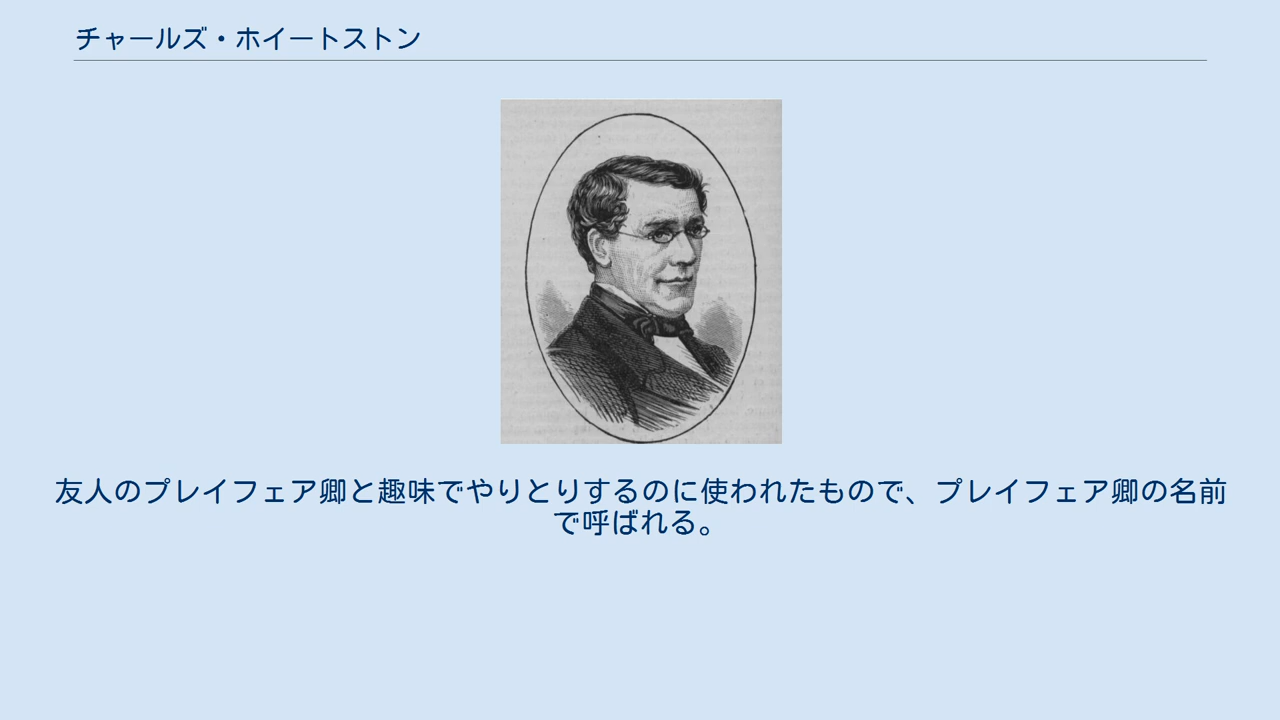 チャールズ・ホイートストン
友人のプレイフェア卿と趣味でやりとりするのに使われたもので、プレイフェア卿の名前
で呼ばれる。